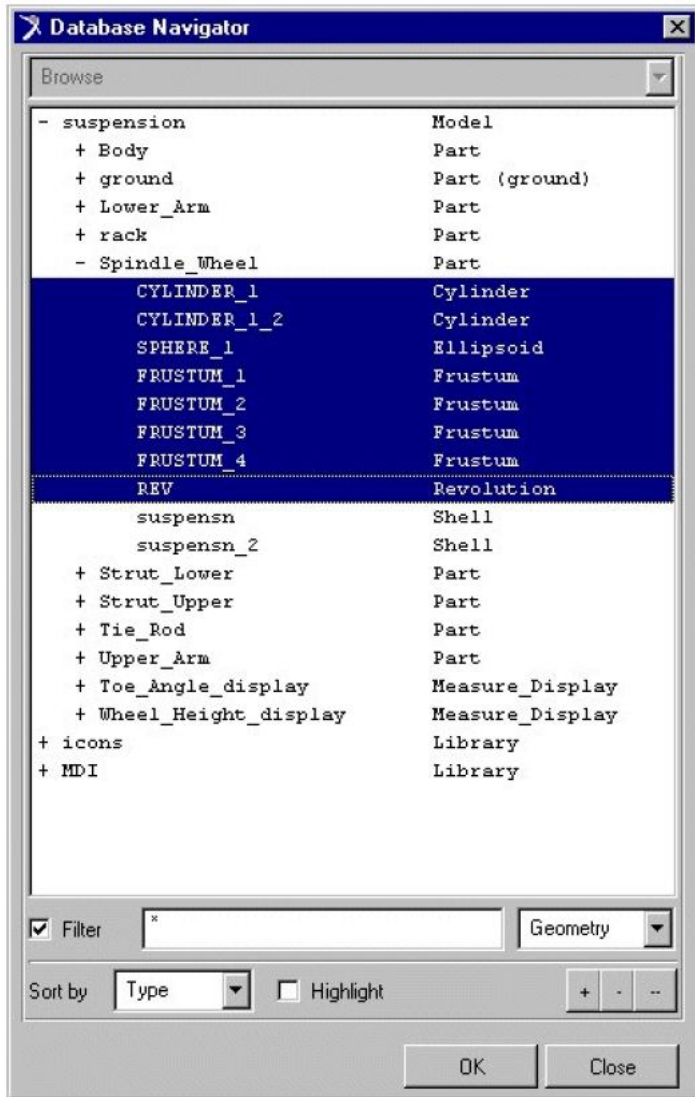 Database Navigator
Browse
- suspension Model
+ Body Part
+ ground Part (ground)
+ Lower_Arm Part
+ rack Part
- Spindle_Wheel Part
CYLINDER_1 Cylinder
CYLINDER_1_2 Cylinder
SPHERE_1 Ellipsoid
FRUSTUM_1 Frustum
FRUSTUM_2 Frustum
FRUSTUM_3 Frustum
FRUSTUM_4 Frustum
REV Revolution
suspensn Shell
suspensn_2 Shell
+ Strut_Lower Part
+ Strut_Upper Part
+ Tie_Rod Part
+ Upper_Arm Part
+ Toe_Angle_display Measure_Display
+ Wheel_Height_display Measure_Display
+ icons Library
+ MDI Library
Filter * Geometry
Sort by Type Highlight + - --
OK Close